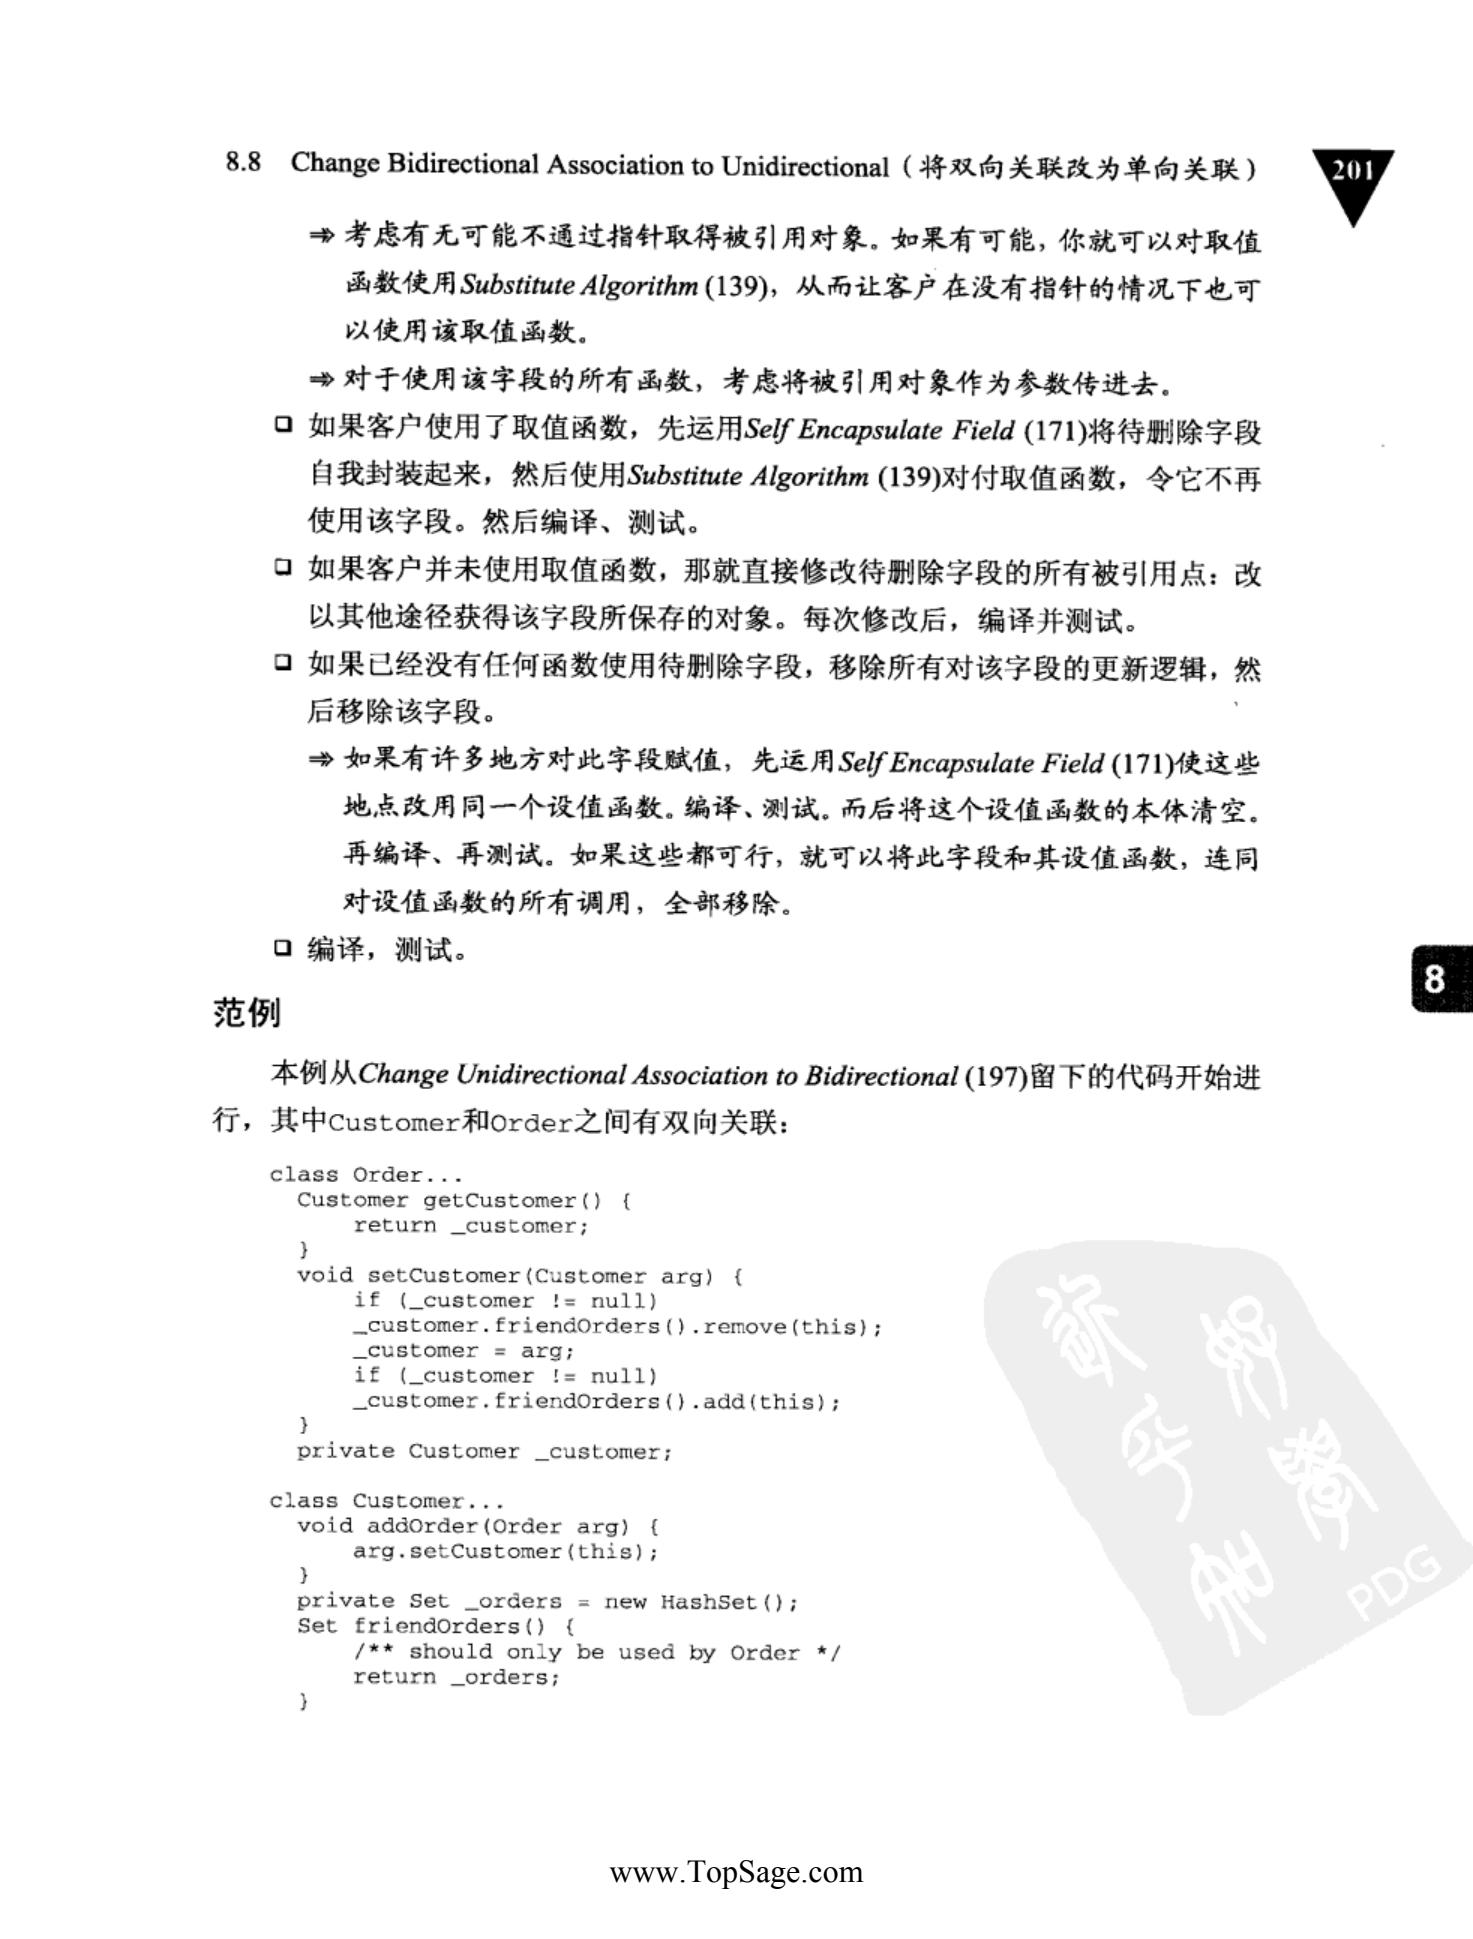 8.8 Change Bidirectional Association to Unidirectional（将双向关联改为单向关联）
201
⇒ 考虑有无可能不通过指针取得被引用对象。如果有可能，你就可以对取值
函数使用Substitute Algorithm (139)，从而让客户在没有指针的情况下也可
以使用该取值函数。
⇒ 对于使用该字段的所有函数，考虑将被引用对象作为参数传进去。
❑ 如果客户使用了取值函数，先运用Self Encapsulate Field (171)将待删除字段
自我封装起来，然后使用Substitute Algorithm (139)对付取值函数，令它不再
使用该字段。然后编译、测试。
❑ 如果客户并未使用取值函数，那就直接修改待删除字段的所有被引用点：改
以其他途径获得该字段所保存的对象。每次修改后，编译并测试。
❑ 如果已经没有任何函数使用待删除字段，移除所有对该字段的更新逻辑，然
后移除该字段。
⇒ 如果有许多地方对此字段赋值，先运用Self Encapsulate Field (171)使这些
地点改用同一个设值函数。编译、测试。而后将这个设值函数的本体清空。
再编译、再测试。如果这些都可行，就可以将此字段和其设值函数，连同
对设值函数的所有调用，全部移除。
❑ 编译，测试。
8
范例
本例从Change Unidirectional Association to Bidirectional (197)留下的代码开始进
行，其中Customer和Order之间有双向关联：
class Order...
Customer getCustomer() {
return _customer;
}
void setCustomer(Customer arg) {
if (_customer != null)
_customer.friendOrders().remove(this);
_customer = arg;
if (_customer != null)
_customer.friendOrders().add(this);
}
private Customer _customer;
class Customer...
void addOrder(Order arg) {
arg.setCustomer(this);
}
private Set _orders = new HashSet();
Set friendOrders() {
/** should only be used by Order */
return _orders;
}
PDG
www.TopSage.com